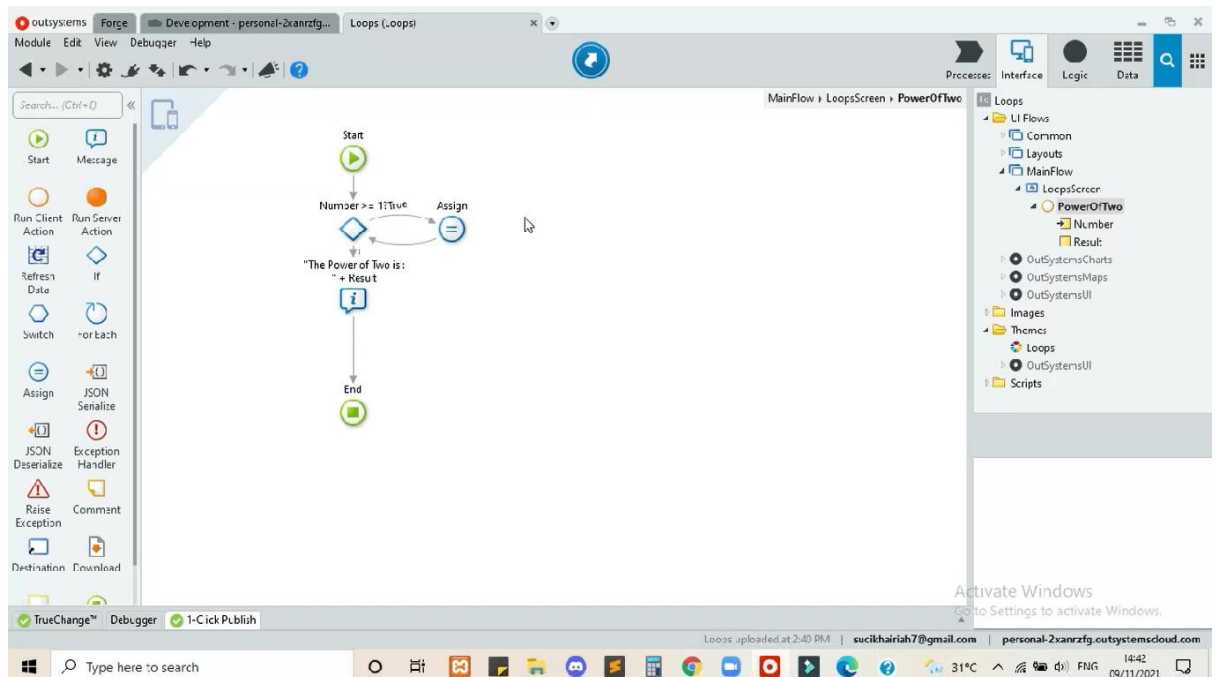 outsystems Forge Development - personal-2xanrzfg... Loops (Loops)
Module Edit View Debugger Help
Processes Interface Logic Data
Search... (Ctrl+E)
MainFlow LoopsScreen PowerOfTwo
Start Message
Run Client Action
Run Server Action
Refresh Data
If
Switch For Each
Assign JSON Serialize
JSON Deserialize
Exception Handler
Raise Exception
Comment
Destination Download
Start
Number >= 1? True Assign
"The Power of Two is:
" + Result
End
Loops
UI Flows
Common
Layouts
MainFlow
LoopsScreen
PowerOfTwo
Number
Result
OutSystemsCharts
OutSystemsMaps
OutSystemsUI
Images
Themes
Loops
OutSystemsUI
Scripts
Activate Windows
Go to Settings to activate Windows.
TrueChange™ Debugger 1-Click Publish
Loops uploaded at 2:40 PM | sucikhairiah7@gmail.com | personal-2xanrzfg.outsystemscloud.com
Type here to search 31°C ENG 14:42
09/11/2021